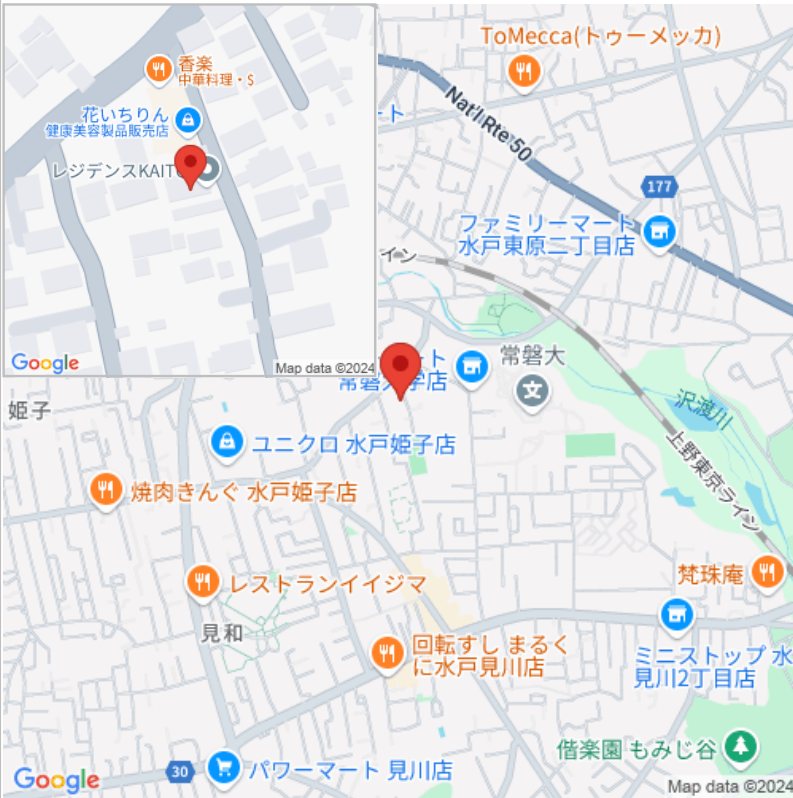 香楽
中華料理・$
花いちりん
健康美容製品販売店
レジデンスKAIT
Google
Map data ©2024
ToMecca(トゥーメッカ)
Nat'l Rte 50
ート
177
ファミリーマート
水戸東原二丁目店
イン
ート
常磐大学店
常磐大
沢渡川
上野東京ライン
姫子
ユニクロ 水戸姫子店
焼肉きんぐ 水戸姫子店
レストランイイジマ
見和
梵珠庵
回転すし まるく
に水戸見川店
ミニストップ 水
見川2丁目店
偕楽園 もみじ谷
30
パワーマート 見川店
Google
Map data ©2024